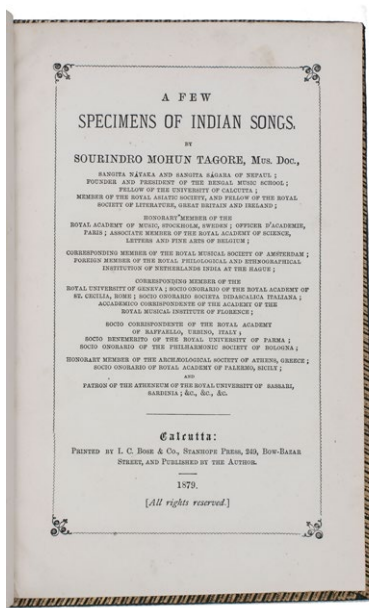 A FEW
SPECIMENS OF INDIAN SONGS.
BY
SOURINDRO MOHUN TAGORE, MUS. DOC.,
SANGITA NÁYAKA AND SANGITA SÁGARA OF NEPAUL;
FOUNDER AND PRESIDENT OF THE BENGAL MUSIC SCHOOL;
FELLOW OF THE UNIVERSITY OF CALCUTTA;
MEMBER OF THE ROYAL ASIATIC SOCIETY, AND FELLOW OF THE ROYAL
SOCIETY OF LITERATURE, GREAT BRITAIN AND IRELAND;
HONORARY MEMBER OF THE
ROYAL ACADEMY OF MUSIC, STOCKHOLM, SWEDEN; OFFICER D'ACADEMIE,
PARIS; ASSOCIATE MEMBER OF THE ROYAL ACADEMY OF SCIENCE,
LETTERS AND FINE ARTS OF BELGIUM;
CORRESPONDING MEMBER OF THE ROYAL MUSICAL SOCIETY OF AMSTERDAM;
FOREIGN MEMBER OF THE ROYAL PHILOLOGICAL AND ETHNOGRAPHICAL
INSTITUTION OF NETHERLANDS INDIA AT THE HAGUE;
CORRESPONDING MEMBER OF THE
ROYAL UNIVERSITY OF GENEVA; SOCIO ONORARIO OF THE ROYAL ACADEMY OF
ST. CECILIA, ROME; SOCIO ONORARIO SOCIETA DIDASCALICA ITALIANA;
ACCADEMICO CORRISPONDENTE OF THE ACADEMY OF THE
ROYAL MUSICAL INSTITUTE OF FLORENCE;
SOCIO CORRISPONDENTE OF THE ROYAL ACADEMY
OF RAFFAELLO, URBINO, ITALY;
SOCIO BENEMERITO OF THE ROYAL UNIVERSITY OF PARMA;
SOCIO ONORARIO OF THE PHILHARMONIC SOCIETY OF BOLOGNA;
HONORARY MEMBER OF THE ARCHÆOLOGICAL SOCIETY OF ATHENS, GREECE;
SOCIO ONORARIO OF ROYAL ACADEMY OF PALERMO, SICILY;
AND
PATRON OF THE ATHENEUM OF THE ROYAL UNIVERSITY OF SASSARI,
SARDINIA; &C., &C., &C.
Calcutta:
PRINTED BY I. C. BOSE & CO., STANHOPE PRESS, 249, BOW-BAZAR
STREET, AND PUBLISHED BY THE AUTHOR.
1879.
[All rights reserved.]